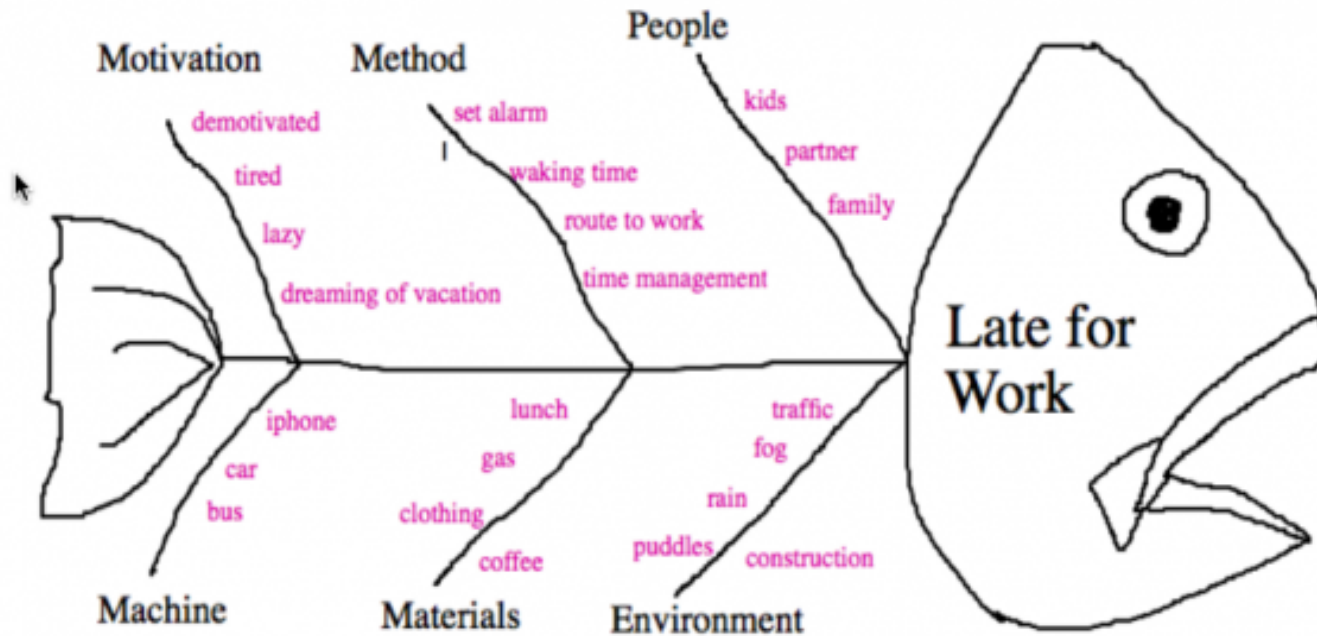 Motivation
demotivated
tired
lazy
dreaming of vacation
Method
set alarm
waking time
route to work
time management
People
kids
partner
family
Late for
Work
iphone
car
bus
Machine
lunch
gas
clothing
coffee
Materials
traffic
fog
rain
puddles
construction
Environment